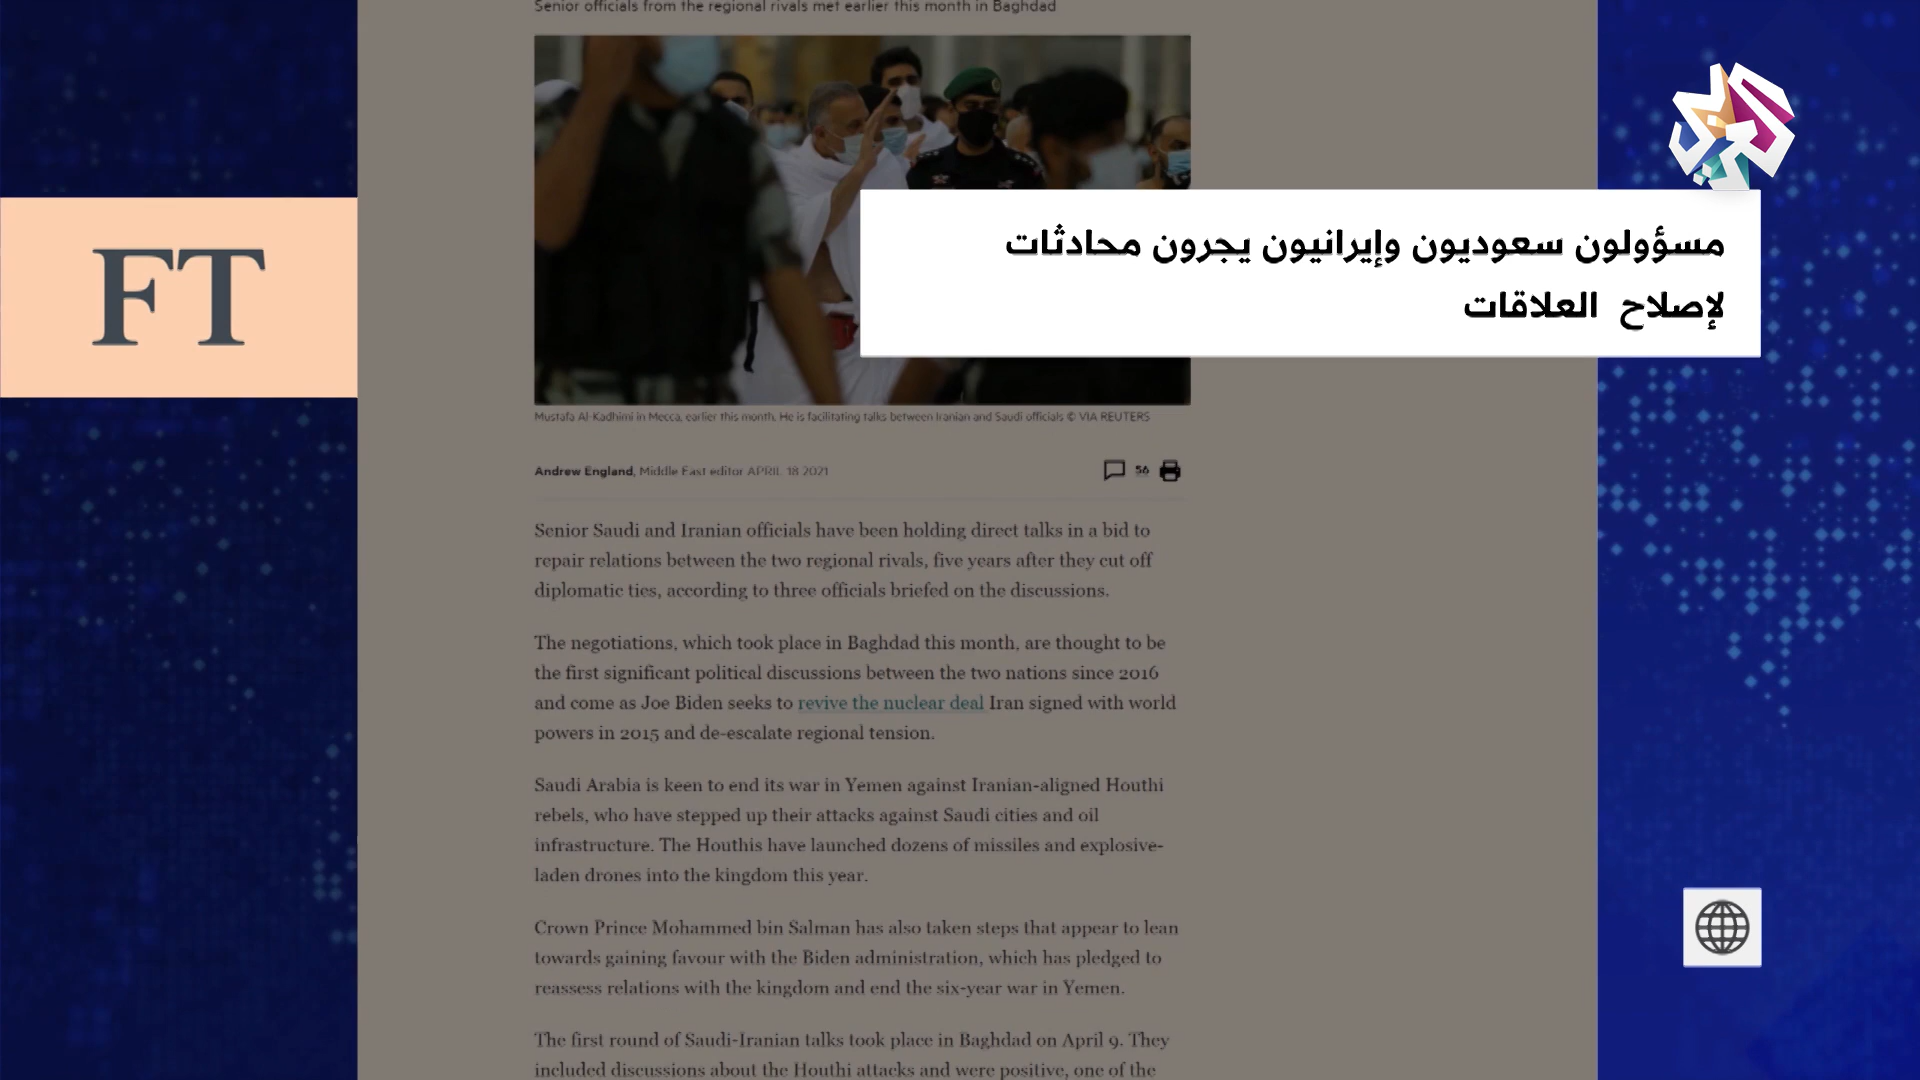 Senior officials from the regional rivals met earlier this month in Baghdad
FT
مسؤولون سعوديون وإيرانيون يجرون محادثات
لإصلاح العلاقات
Mustafa Al-Kadhimi in Mecca, earlier this month. He is facilitating talks between Iranian and Saudi officials © VIA REUTERS
Andrew England, Middle East editor APRIL 18 2021
56
Senior Saudi and Iranian officials have been holding direct talks in a bid to
repair relations between the two regional rivals, five years after they cut off
diplomatic ties, according to three officials briefed on the discussions.
The negotiations, which took place in Baghdad this month, are thought to be
the first significant political discussions between the two nations since 2016
and come as Joe Biden seeks to revive the nuclear deal Iran signed with world
powers in 2015 and de-escalate regional tension.
Saudi Arabia is keen to end its war in Yemen against Iranian-aligned Houthi
rebels, who have stepped up their attacks against Saudi cities and oil
infrastructure. The Houthis have launched dozens of missiles and explosive-
laden drones into the kingdom this year.
Crown Prince Mohammed bin Salman has also taken steps that appear to lean
towards gaining favour with the Biden administration, which has pledged to
reassess relations with the kingdom and end the six-year war in Yemen.
The first round of Saudi-Iranian talks took place in Baghdad on April 9. They
included discussions about the Houthi attacks and were positive, one of the